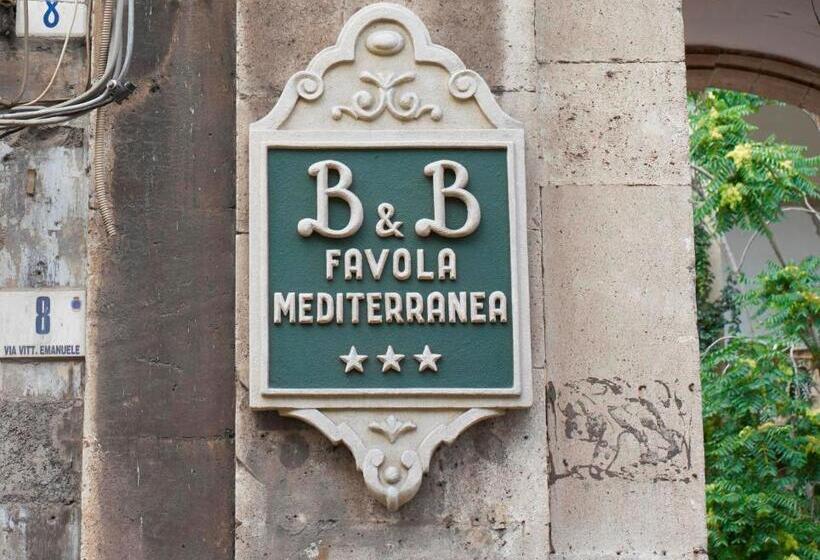 8
B & B
FAVOLA
MEDITERRANEA
8
VIA VITT. EMANUELE